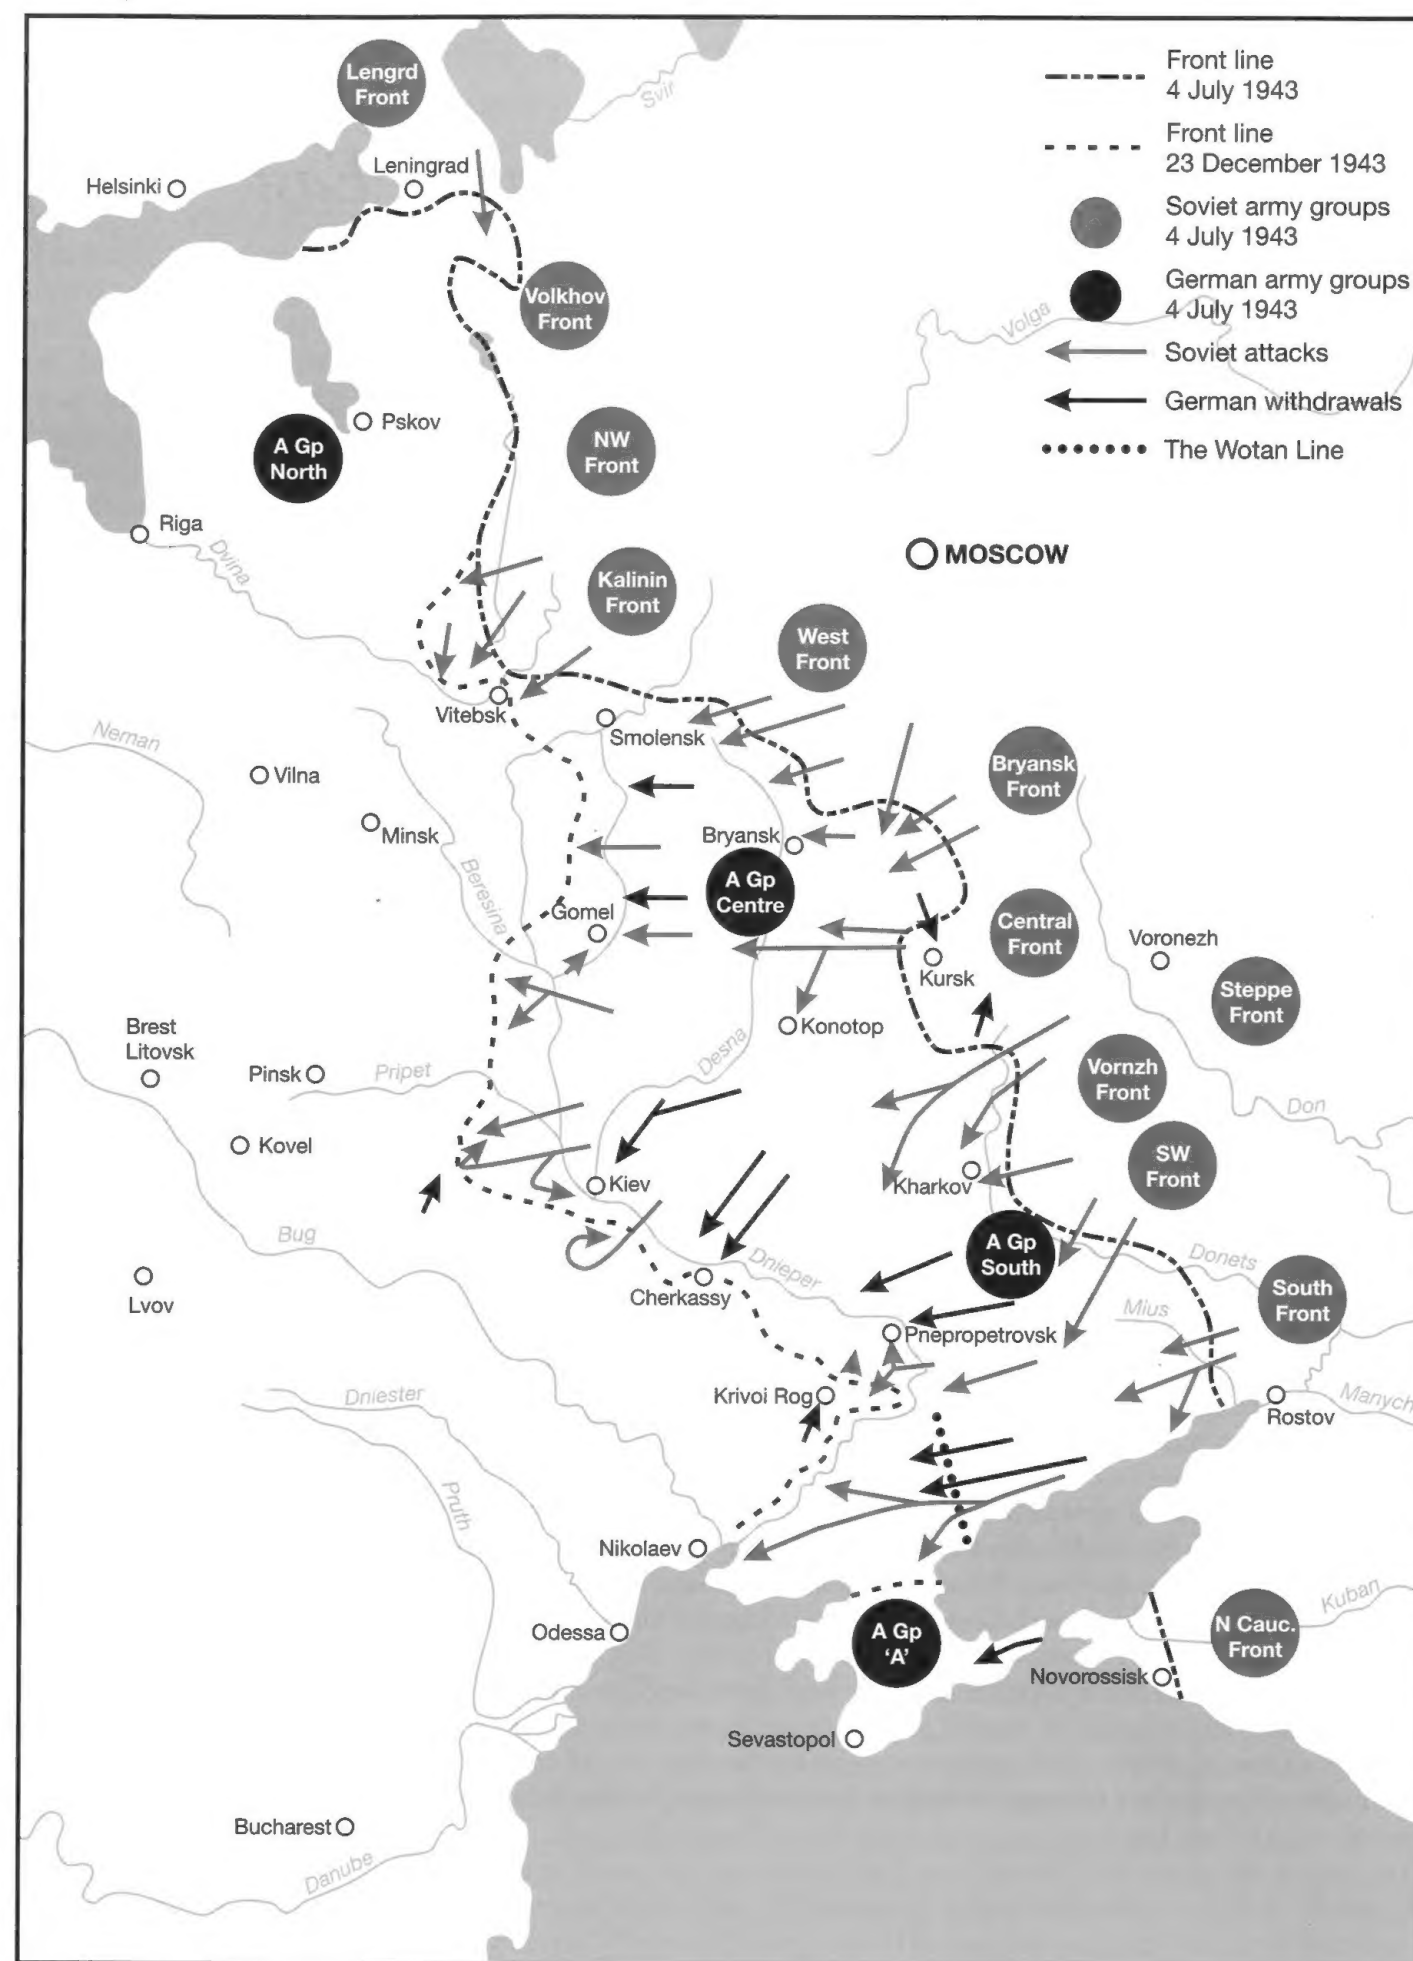 Lengrd
Front
Svir
Front line
4 July 1943
Front line
23 December 1943
Soviet army groups
4 July 1943
German army groups
4 July 1943
Soviet attacks
German withdrawals
The Wotan Line
Leningrad
Helsinki
Volkhov
Front
Volga
Pskov
A Gp
North
NW
Front
Riga
Dvina
MOSCOW
Kalinin
Front
West
Front
Vitebsk
Smolensk
Neman
Vilna
Bryansk
Front
Minsk
Bryansk
Beresina
A Gp
Centre
Gomel
Central
Front
Voronezh
Kursk
Steppe
Front
Brest
Litovsk
Konotop
Pinsk
Pripet
Desna
Vornzh
Front
Don
Kovel
SW
Front
Kiev
Kharkov
Bug
Dnieper
A Gp
South
Donets
Lvov
Cherkassy
South
Front
Mius
Pnepropetrovsk
Dniester
Krivoi Rog
Rostov
Manych
Pruth
Nikolaev
Odessa
A Gp
‘A’
N Cauc.
Front
Kuban
Novorossisk
Sevastopol
Bucharest
Danube